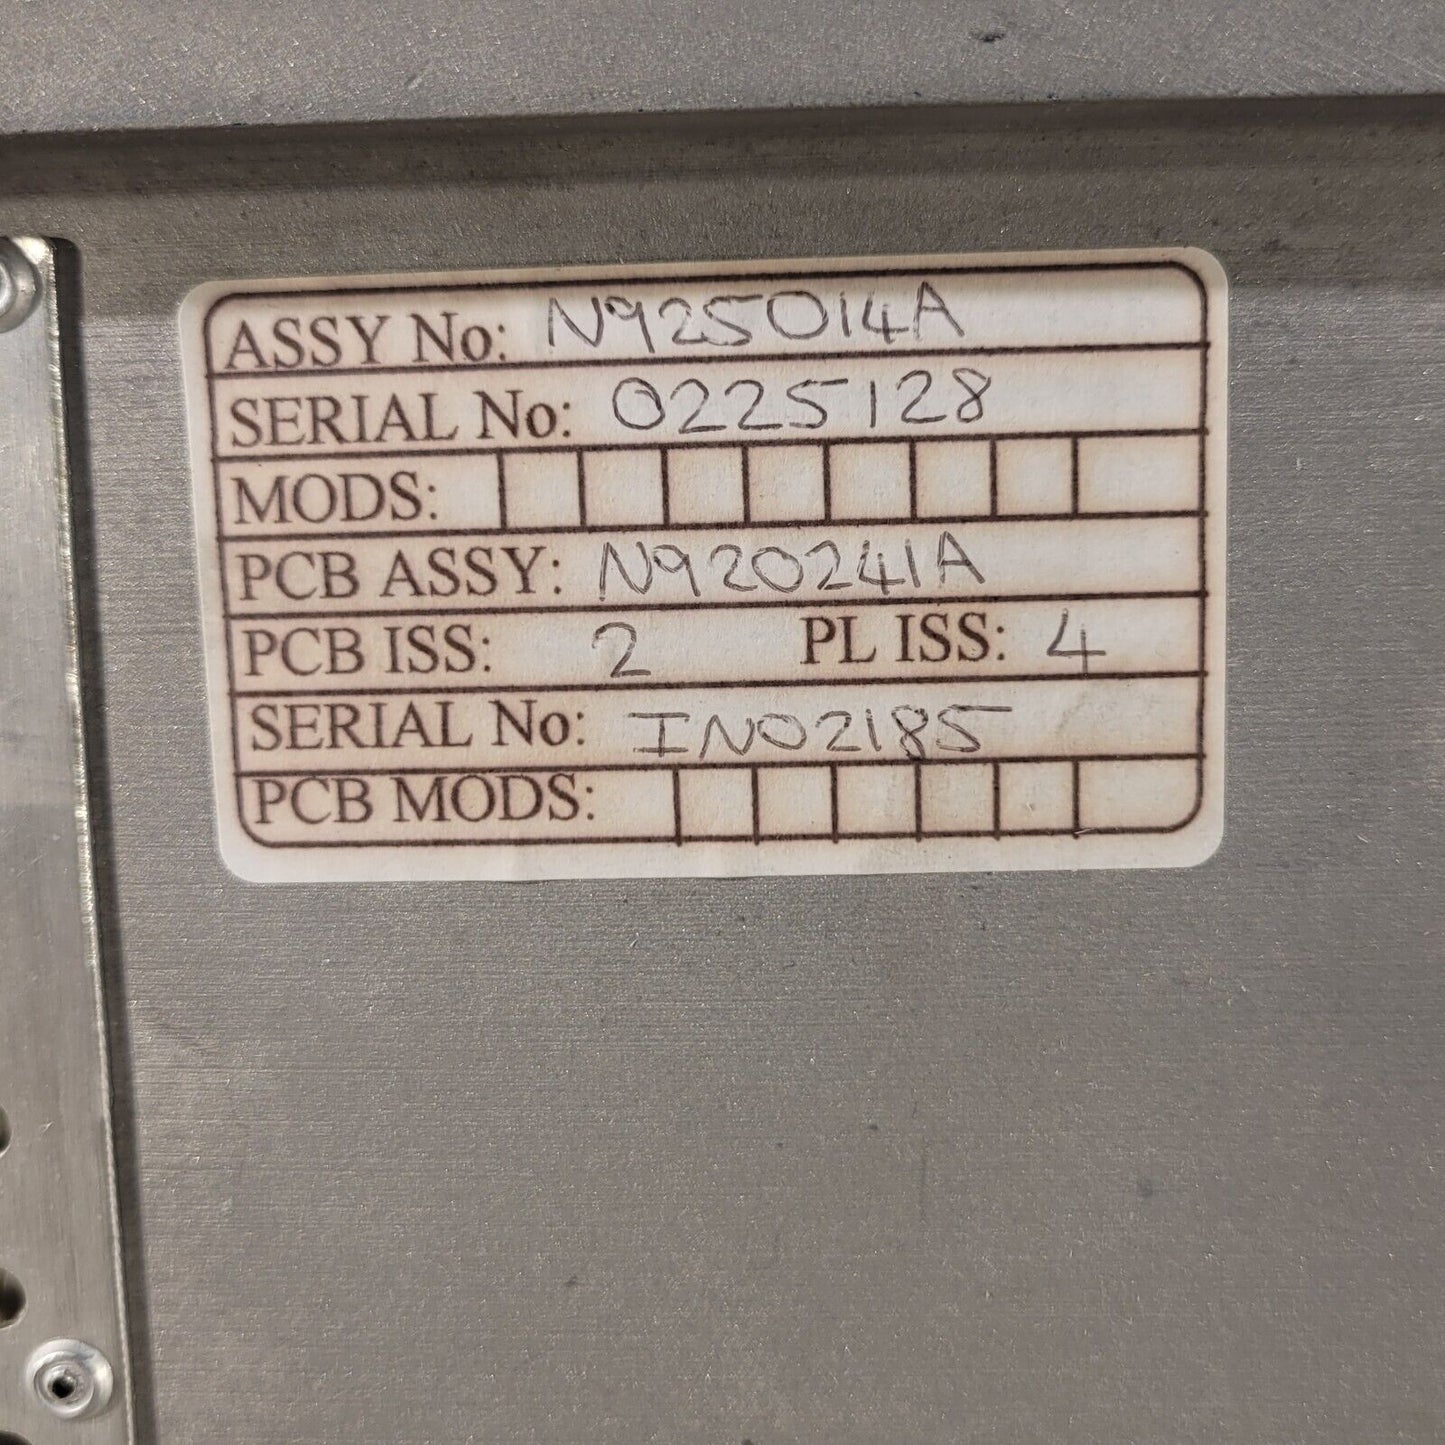 ASSY No: N925014A
SERIAL No: 0225128
MODS:
PCB ASSY: N920241A
PCB ISS: 2 PL ISS: 4
SERIAL No: IN02185
PCB MODS: